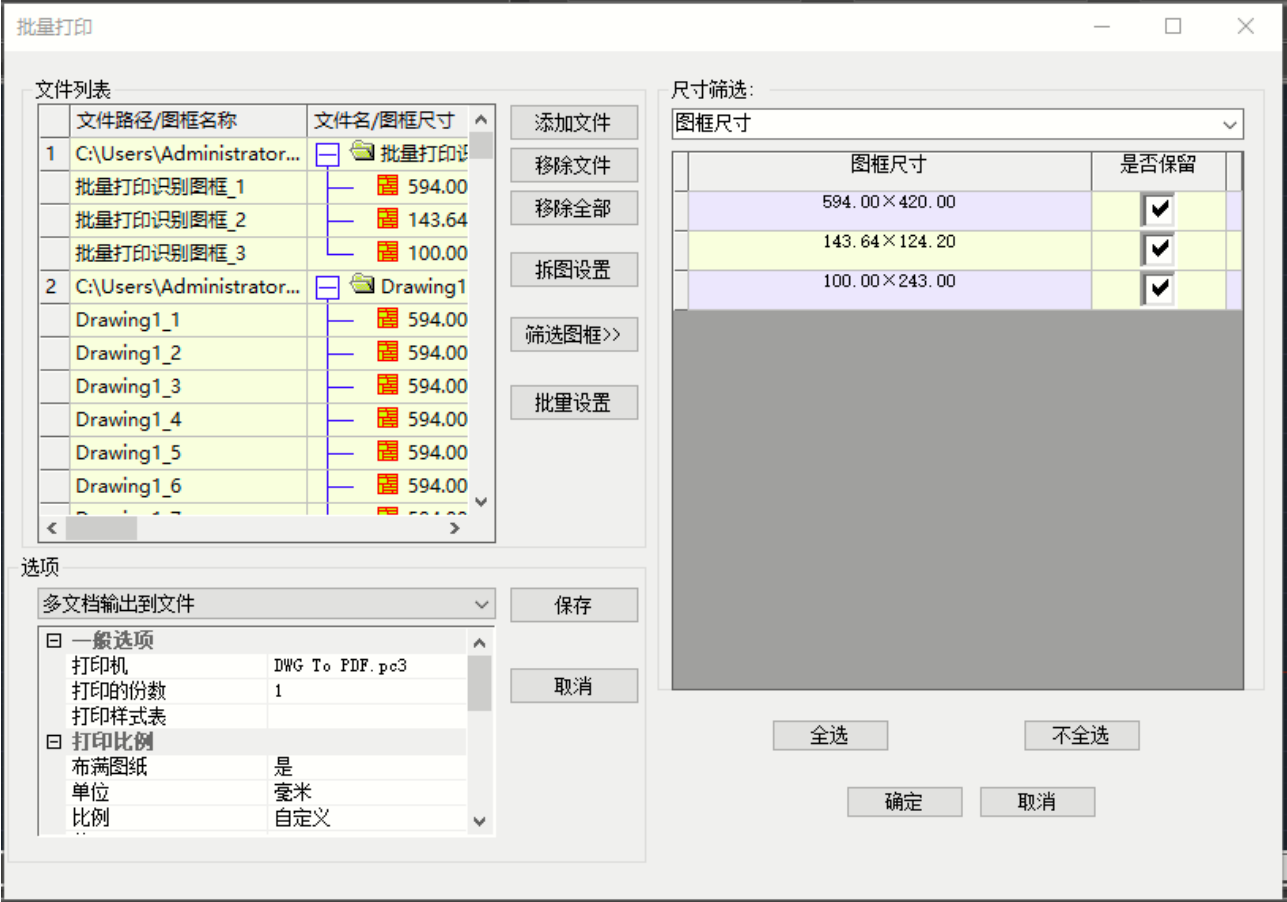 批量打印
文件列表
文件路径/图框名称 文件名/图框尺寸
1 C:\Users\Administrator... 批量打印识
批量打印识别图框_1 594.00
批量打印识别图框_2 143.64
批量打印识别图框_3 100.00
2 C:\Users\Administrator... Drawing1
Drawing1_1 594.00
Drawing1_2 594.00
Drawing1_3 594.00
Drawing1_4 594.00
Drawing1_5 594.00
Drawing1_6 594.00
添加文件
移除文件
移除全部
拆图设置
筛选图框>>
批量设置
选项
多文档输出到文件
一般选项
打印机 DWG To PDF.pc3
打印的份数 1
打印样式表
打印比例
布满图纸 是
单位 毫米
比例 自定义
保存
取消
尺寸筛选:
图框尺寸
图框尺寸 是否保留
594.00×420.00
143.64×124.20
100.00×243.00
全选 不全选
确定 取消